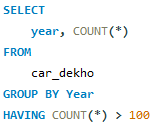 SELECT
year, COUNT(*)
FROM
car_dekho
GROUP BY Year
HAVING COUNT(*) > 100